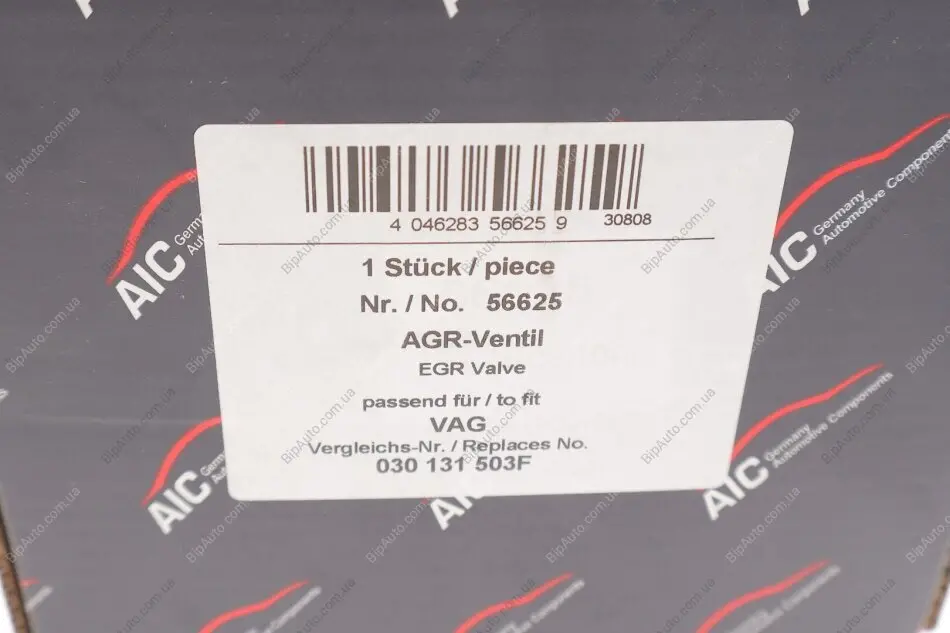 4 046283 56625 9 30808
1 Stück / piece
Nr. / No. 56625
AGR-Ventil
EGR Valve
passend für / to fit
VAG
Vergleichs-Nr. / Replaces No.
030 131 503F
AIC Germany
Automotive Components
AIC Germany
Automotive Components
BipAuto.com.ua